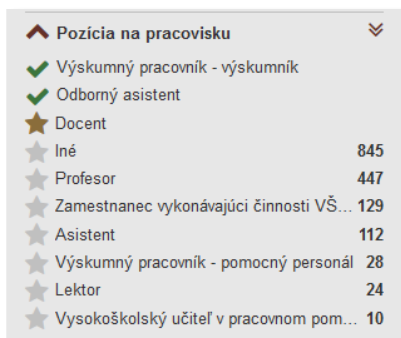 Pozícia na pracovisku
Výskumný pracovník - výskumník
Odborný asistent
Docent
Iné 845
Profesor 447
Zamestnanec vykonávajúci činnosti VŠ... 129
Asistent 112
Výskumný pracovník - pomocný personál 28
Lektor 24
Vysokoškolský učiteľ v pracovnom pom... 10